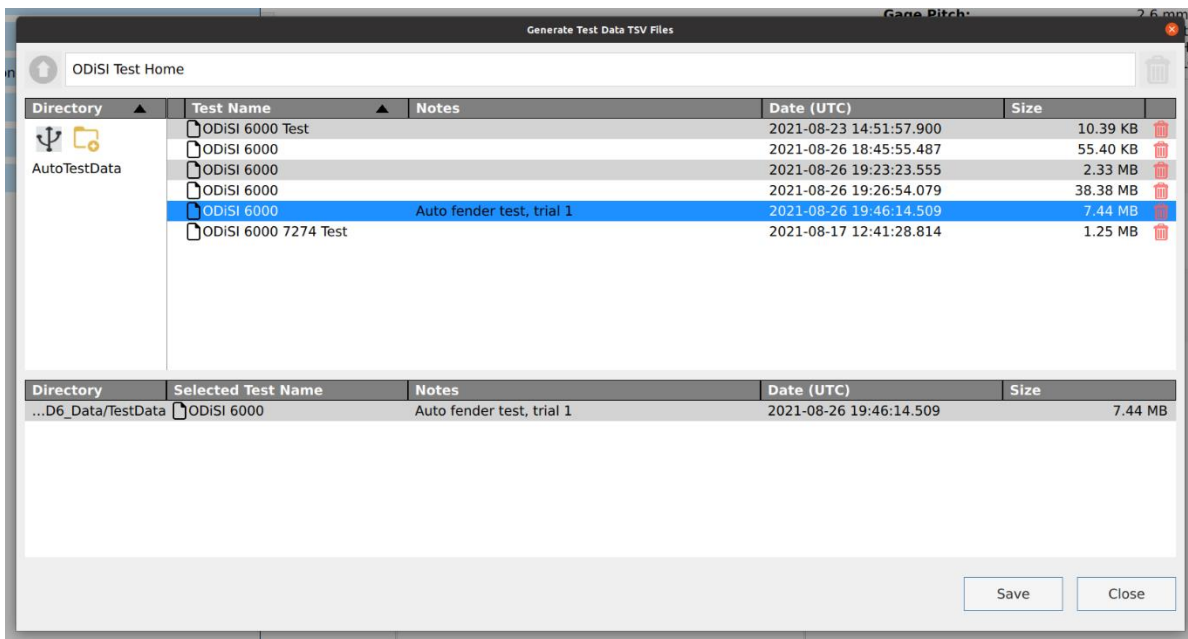 Gage Pitch: 2.6 mm
Generate Test Data TSV Files
ODiSI Test Home
Directory Test Name Notes Date (UTC) Size
ODiSI 6000 Test 2021-08-23 14:51:57.900 10.39 KB
ODiSI 6000 2021-08-26 18:45:55.487 55.40 KB
AutoTestData
ODiSI 6000 2021-08-26 19:23:23.555 2.33 MB
ODiSI 6000 2021-08-26 19:26:54.079 38.38 MB
ODiSI 6000 Auto fender test, trial 1 2021-08-26 19:46:14.509 7.44 MB
ODiSI 6000 7274 Test 2021-08-17 12:41:28.814 1.25 MB
Directory Selected Test Name Notes Date (UTC) Size
...D6_Data/TestData ODiSI 6000 Auto fender test, trial 1 2021-08-26 19:46:14.509 7.44 MB
Save Close